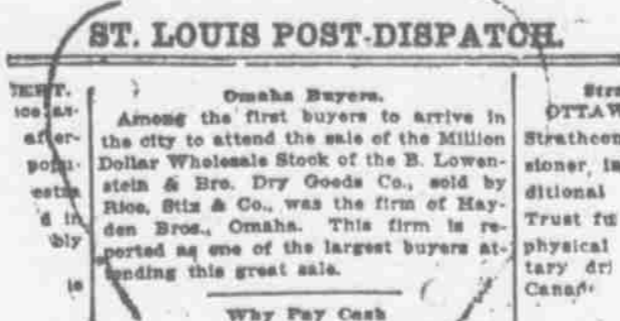 ST. LOUIS POST-DISPATCH.
Omaha Buyers.
Among the first buyers to arrive in
the city to attend the sale of the Million
Dollar Wholesale Stock of the B. Lowen-
stein & Bro. Dry Goods Co., sold by
Rice, Stix & Co., was the firm of Hay-
den Bros., Omaha. This firm is re-
ported as one of the largest buyers at-
tending this great sale.
Why Pay Cash
OTTAW
Strathcon
sioner, is
ditional
Trust fu
physical
tary dri